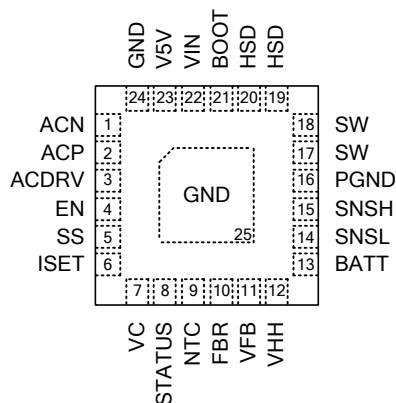 GND
V5V
VIN
BOOT
HSD
HSD
24 23 22 21 20 19
ACN 1
ACP 2
ACDRV 3
EN 4
SS 5
ISET 6
GND
25
18 SW
17 SW
16 PGND
15 SNSH
14 SNSL
13 BATT
7 8 9 10 11 12
VC
STATUS
NTC
FBR
VFB
VHH